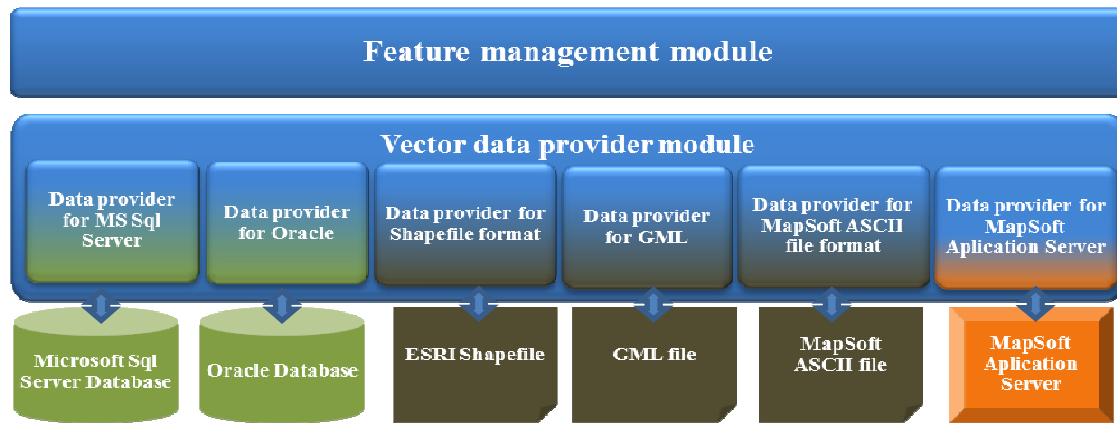 Feature management module
Vector data provider module
Data provider
for MS Sql
Server
Data provider
for Oracle
Data provider for
Shapefile format
Data provider
for GML
Data provider for
MapSoft ASCII
file format
Data provider for
MapSoft
Aplication Server
Microsoft Sql
Server Database
Oracle Database
ESRI Shapefile
GML file
MapSoft
ASCII file
MapSoft
Aplication
Server